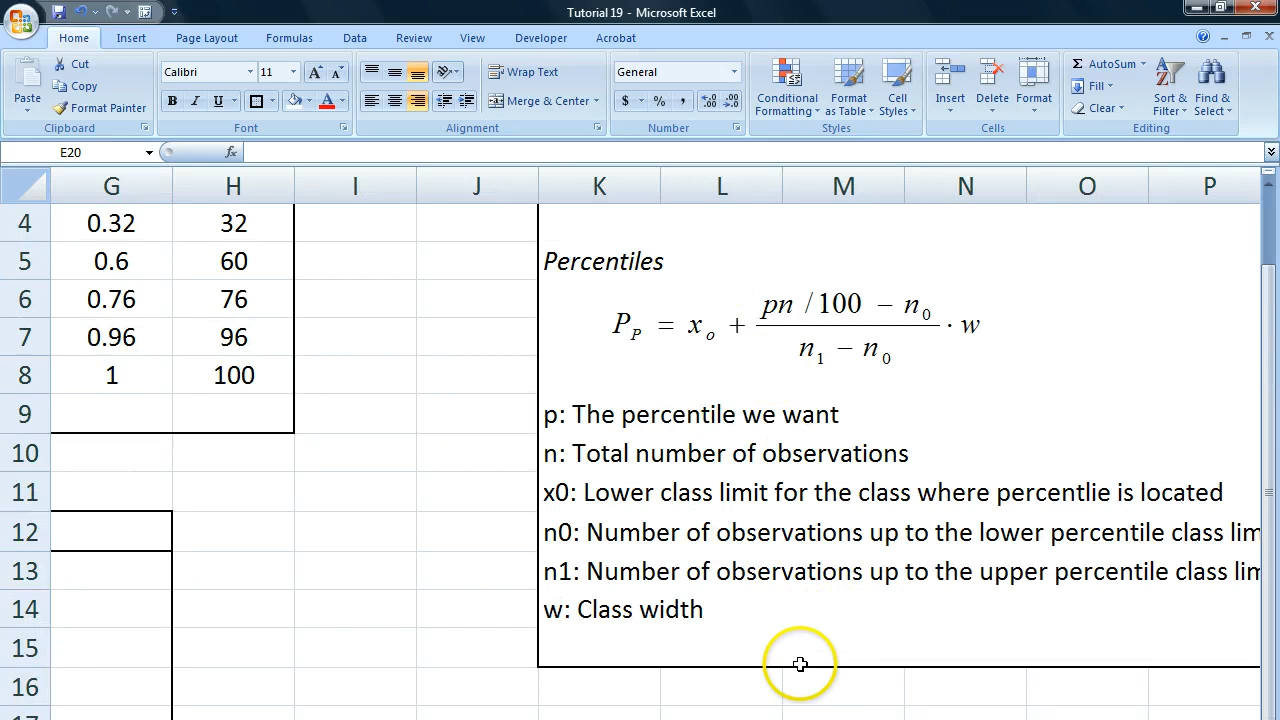 Tutorial 19 - Microsoft Excel
Home Insert Page Layout Formulas Data Review View Developer Acrobat
Paste Cut Copy Format Painter Clipboard
Calibri 11 A A B I U A Font
Wrap Text Merge & Center Alignment
General $ % , .0 .00 .00 .0 Number
Conditional Formatting Format as Table Cell Styles Styles
Insert Delete Format Cells
Σ AutoSum Fill Clear Sort & Filter Find & Select Editing
E20 fx
G H I J K L M N O P
4 0.32 32
5 0.6 60 Percentiles
6 0.76 76
7 0.96 96
8 1 100
P_P = x_o + (pn / 100 − n_0) / (n_1 − n_0) · w
9 p: The percentile we want
10 n: Total number of observations
11 x0: Lower class limit for the class where percentlie is located
12 n0: Number of observations up to the lower percentile class lim
13 n1: Number of observations up to the upper percentile class lim
14 w: Class width
15
16
17